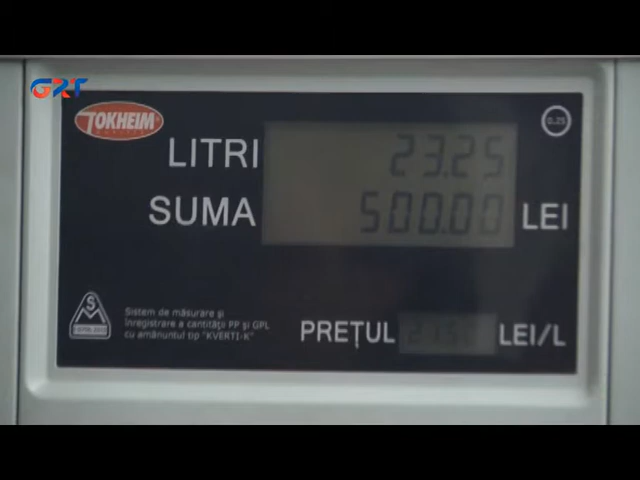 GRT
TOKHEIM
0.25
LITRI 23.25
SUMA 500.00 LEI
Sistem de măsurare și
înregistrare a cantității PP și GPL
cu amănuntul tip "KVERTI-K"
PREȚUL LEI/L